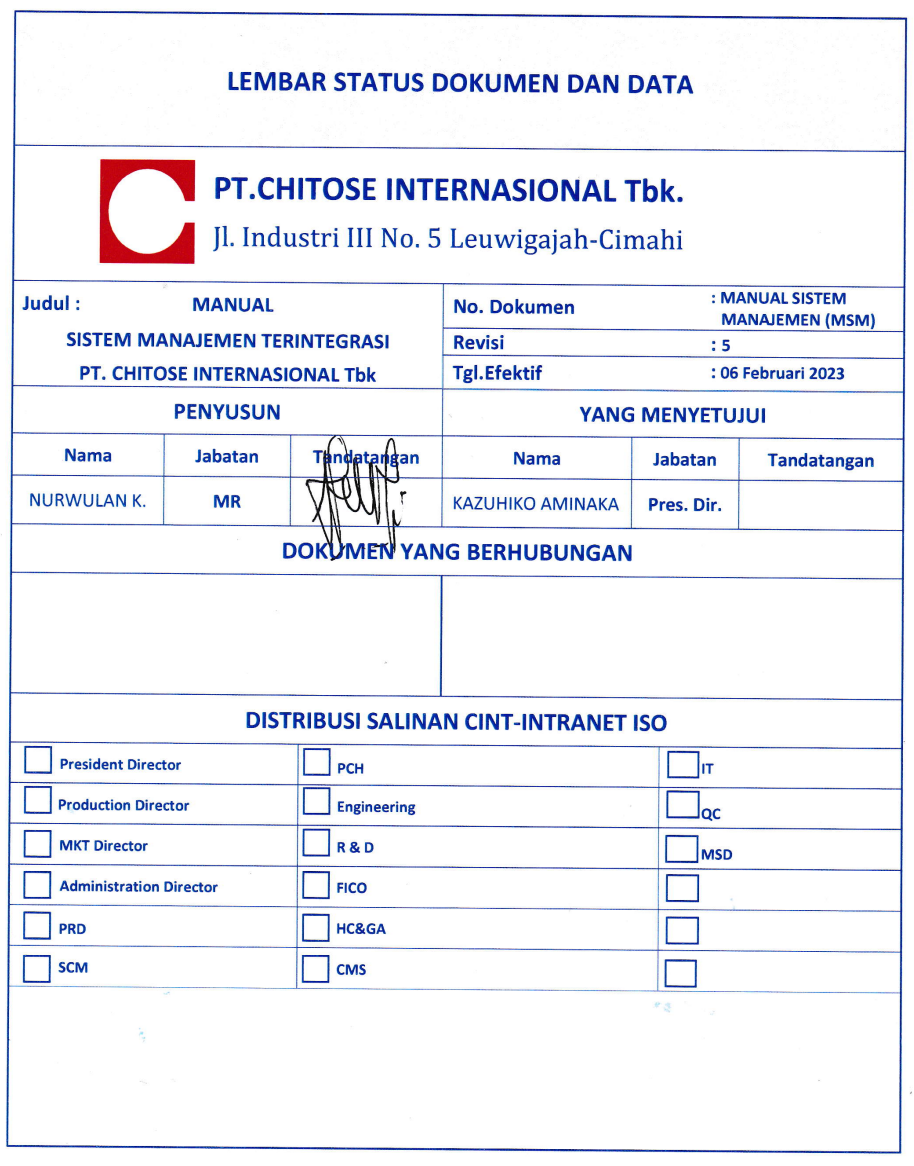 LEMBAR STATUS DOKUMEN DAN DATA
PT.CHITOSE INTERNASIONAL Tbk.
Jl. Industri III No. 5 Leuwigajah-Cimahi
Judul : MANUAL
SISTEM MANAJEMEN TERINTEGRASI
PT. CHITOSE INTERNASIONAL Tbk
No. Dokumen : MANUAL SISTEM
MANAJEMEN (MSM)
Revisi : 5
Tgl.Efektif : 06 Februari 2023
PENYUSUN YANG MENYETUJUI
Nama Jabatan Tandatangan Nama Jabatan Tandatangan
NURWULAN K. MR KAZUHIKO AMINAKA Pres. Dir.
DOKUMEN YANG BERHUBUNGAN
DISTRIBUSI SALINAN CINT-INTRANET ISO
President Director PCH IT
Production Director Engineering QC
MKT Director R & D MSD
Administration Director FICO
PRD HC&GA
SCM CMS